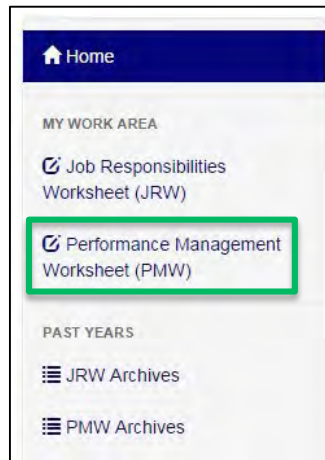 Home
MY WORK AREA
Job Responsibilities
Worksheet (JRW)
Performance Management
Worksheet (PMW)
PAST YEARS
JRW Archives
PMW Archives